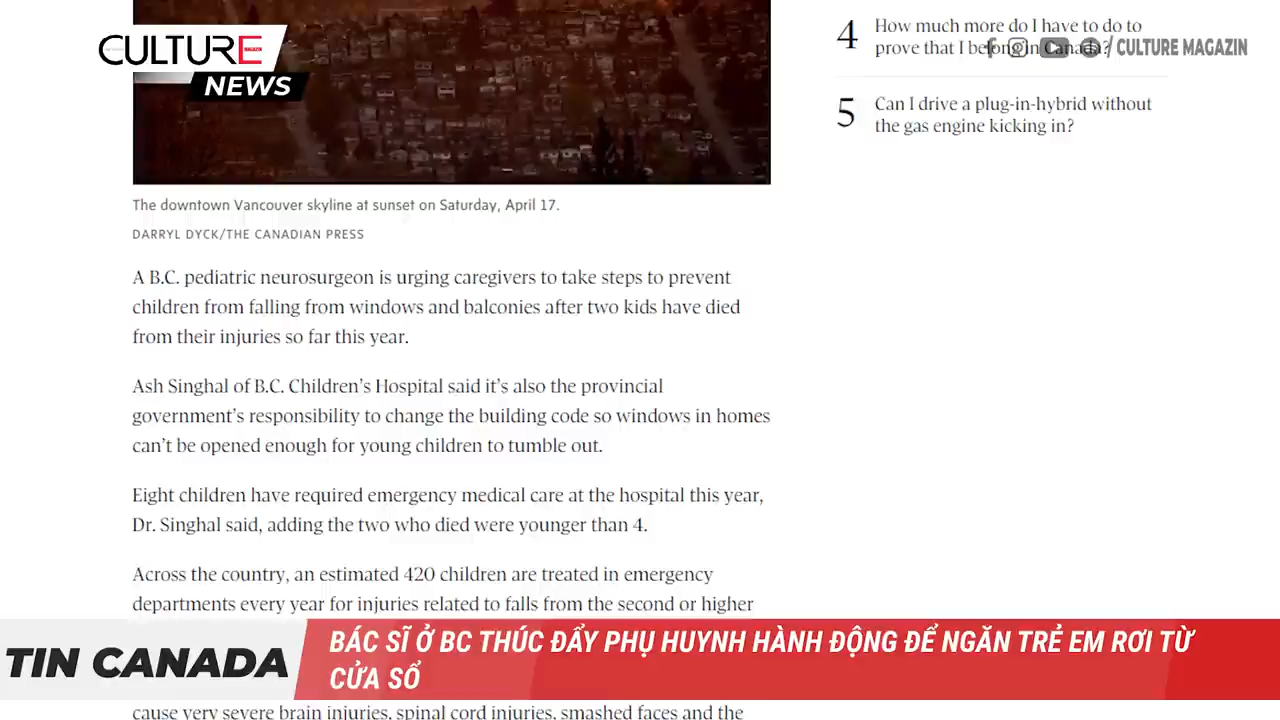 CULTURE
MAGAZIN
NEWS
4
How much more do I have to do to
prove that I belong in Canada?
/ CULTURE MAGAZIN
5
Can I drive a plug-in-hybrid without
the gas engine kicking in?
The downtown Vancouver skyline at sunset on Saturday, April 17.
DARRYL DYCK/THE CANADIAN PRESS
A B.C. pediatric neurosurgeon is urging caregivers to take steps to prevent
children from falling from windows and balconies after two kids have died
from their injuries so far this year.
Ash Singhal of B.C. Children’s Hospital said it’s also the provincial
government’s responsibility to change the building code so windows in homes
can’t be opened enough for young children to tumble out.
Eight children have required emergency medical care at the hospital this year,
Dr. Singhal said, adding the two who died were younger than 4.
Across the country, an estimated 420 children are treated in emergency
departments every year for injuries related to falls from the second or higher
TIN CANADA
BÁC SĨ Ở BC THÚC ĐẨY PHỤ HUYNH HÀNH ĐỘNG ĐỂ NGĂN TRẺ EM RƠI TỪ
CỬA SỔ
cause very severe brain injuries, spinal cord injuries, smashed faces and the